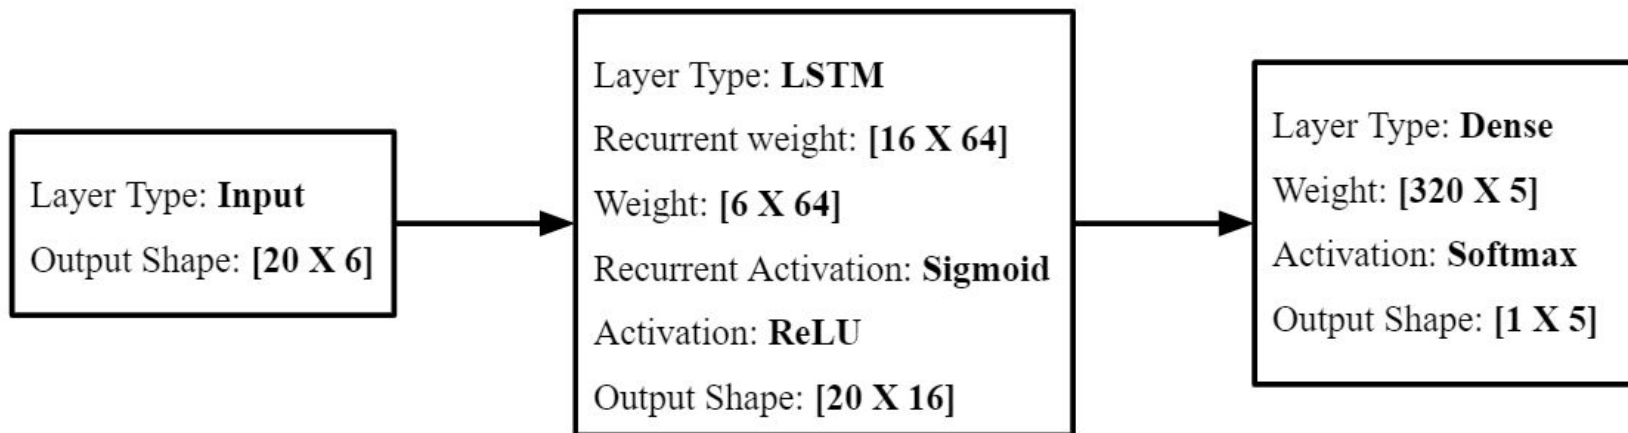 Layer Type: Input
Output Shape: [20 X 6]
Layer Type: LSTM
Recurrent weight: [16 X 64]
Weight: [6 X 64]
Recurrent Activation: Sigmoid
Activation: ReLU
Output Shape: [20 X 16]
Layer Type: Dense
Weight: [320 X 5]
Activation: Softmax
Output Shape: [1 X 5]